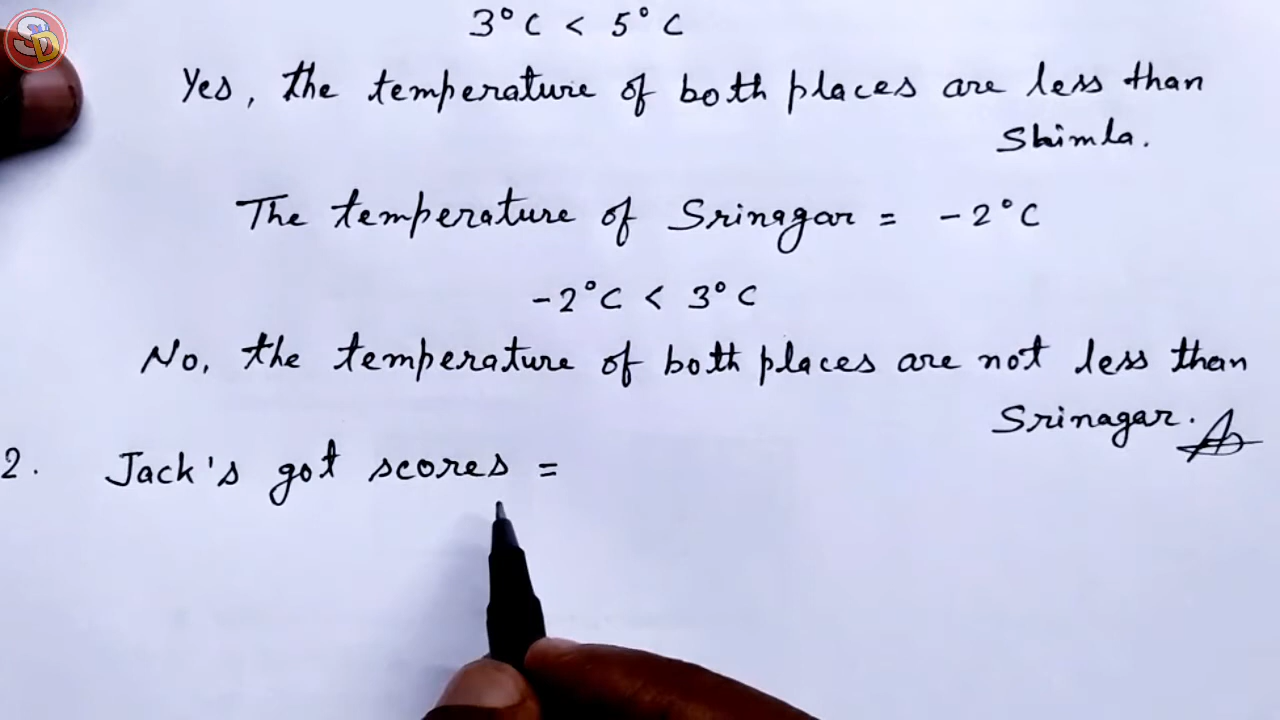 3°C < 5°C
Yes, the temperature of both places are less than
Shimla.
The temperature of Srinagar = -2°C
-2°C < 3°C
No, the temperature of both places are not less than
Srinagar.
2. Jack's got scores =